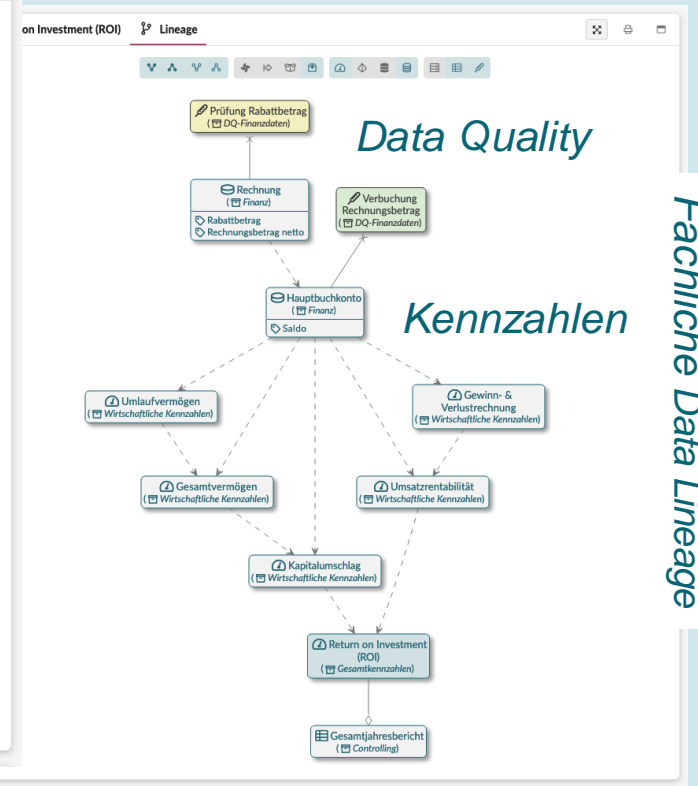 on Investment (ROI)
Lineage
Prüfung Rabattbetrag
( DQ-Finanzdaten)
Data Quality
Rechnung
( Finanz)
Rabattbetrag
Rechnungsbetrag netto
Verbuchung
Rechnungsbetrag
( DQ-Finanzdaten)
Hauptbuchkonto
( Finanz)
Saldo
Kennzahlen
Fachliche Data Lineage
Umlaufvermögen
( Wirtschaftliche Kennzahlen)
Gewinn- &
Verlustrechnung
( Wirtschaftliche Kennzahlen)
Gesamtvermögen
( Wirtschaftliche Kennzahlen)
Umsatzrentabilität
( Wirtschaftliche Kennzahlen)
Kapitalumschlag
( Wirtschaftliche Kennzahlen)
Return on Investment
(ROI)
( Gesamtkennzahlen)
Gesamtjahresbericht
( Controlling)